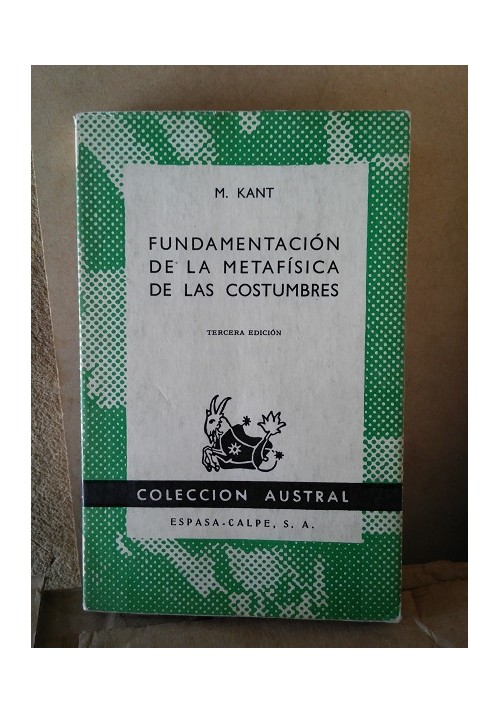 M. KANT
FUNDAMENTACIÓN
DE LA METAFÍSICA
DE LAS COSTUMBRES
TERCERA EDICIÓN
COLECCION AUSTRAL
ESPASA-CALPE, S. A.